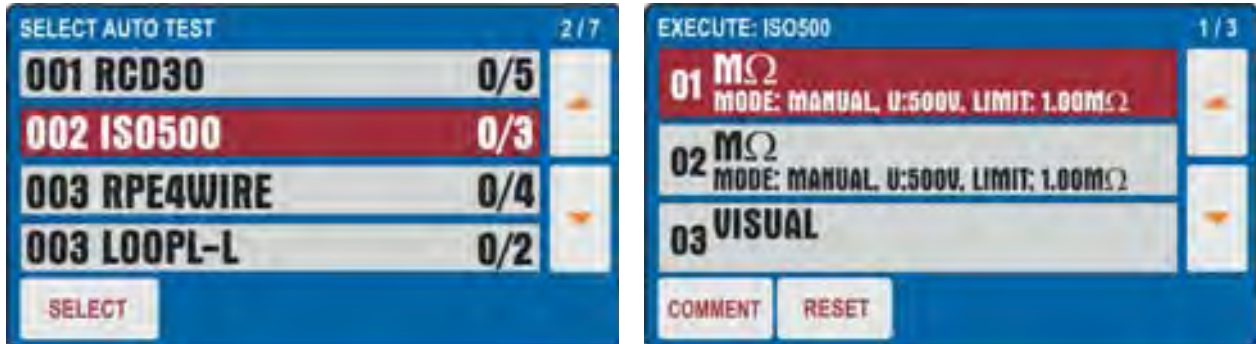 SELECT AUTO TEST 2/7
001 RCD30 0/5
002 ISO500 0/3
003 RPE4WIRE 0/4
003 LOOPL-L 0/2
SELECT
EXECUTE: ISO500 1/3
01 MΩ
MODE: MANUAL, U:500V, LIMIT: 1.00MΩ
02 MΩ
MODE: MANUAL, U:500V, LIMIT: 1.00MΩ
03 VISUAL
COMMENT RESET